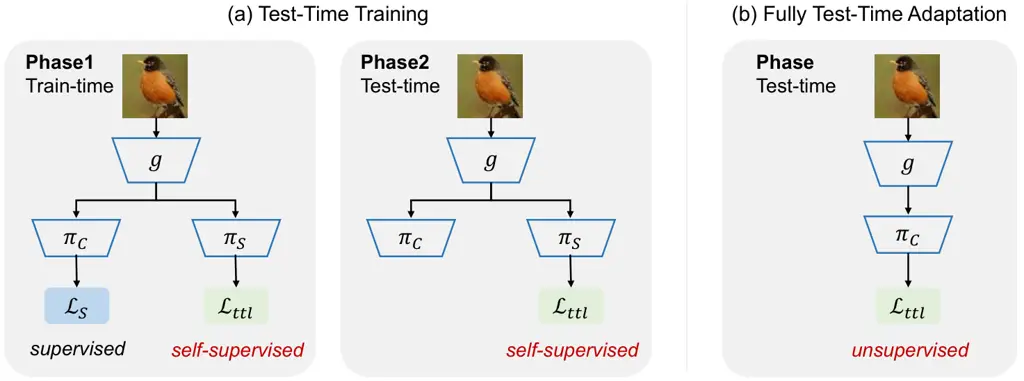 (a) Test-Time Training
Phase1
Train-time
g
π_C
π_S
ℒ_S
ℒ_ttl
supervised
self-supervised
Phase2
Test-time
g
π_C
π_S
ℒ_ttl
self-supervised
(b) Fully Test-Time Adaptation
Phase
Test-time
g
π_C
ℒ_ttl
unsupervised